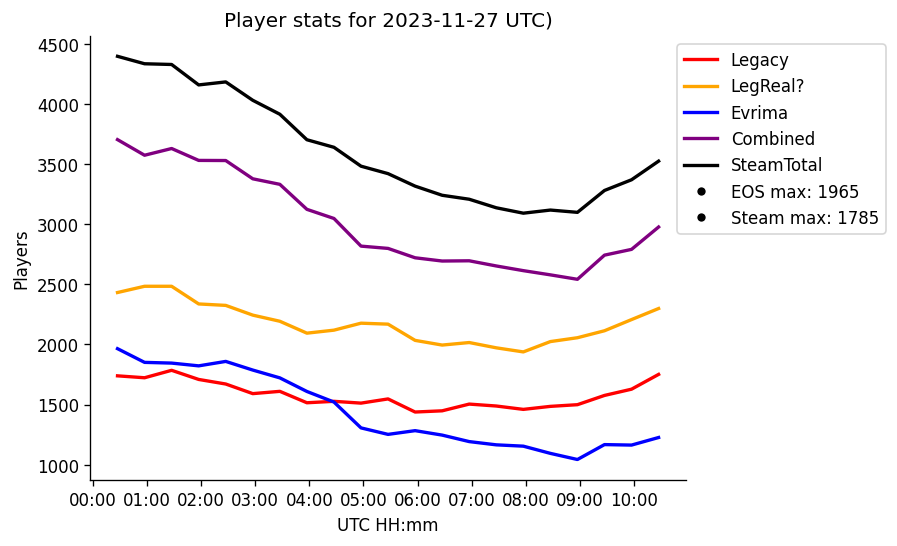 Player stats for 2023-11-27 UTC)
4500
4000
3500
3000
2500
2000
1500
1000
Players
00:00 01:00 02:00 03:00 04:00 05:00 06:00 07:00 08:00 09:00 10:00
UTC HH:mm
Legacy
LegReal?
Evrima
Combined
SteamTotal
EOS max: 1965
Steam max: 1785